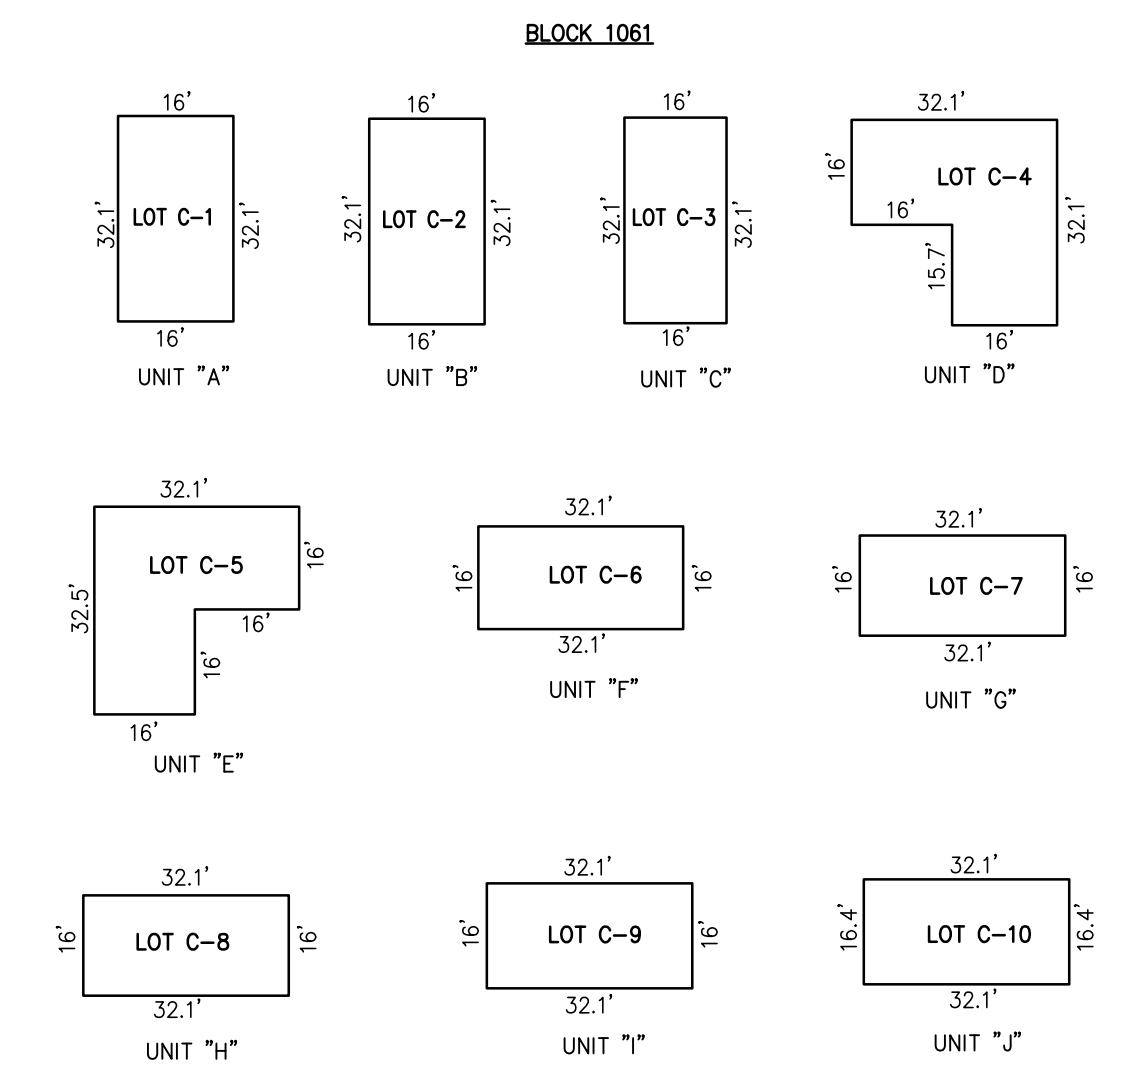 BLOCK 1061
16'
32.1'
LOT C-1
32.1'
16'
UNIT "A"
16'
32.1'
LOT C-2
32.1'
16'
UNIT "B"
16'
32.1'
LOT C-3
32.1'
16'
UNIT "C"
32.1'
16'
LOT C-4
16'
32.1'
15.7'
16'
UNIT "D"
32.1'
LOT C-5
16'
32.5'
16'
16'
16'
UNIT "E"
32.1'
16'
LOT C-6
16'
32.1'
UNIT "F"
32.1'
16'
LOT C-7
16'
32.1'
UNIT "G"
32.1'
16'
LOT C-8
16'
32.1'
UNIT "H"
32.1'
16'
LOT C-9
16'
32.1'
UNIT "I"
32.1'
16.4'
LOT C-10
16.4'
32.1'
UNIT "J"